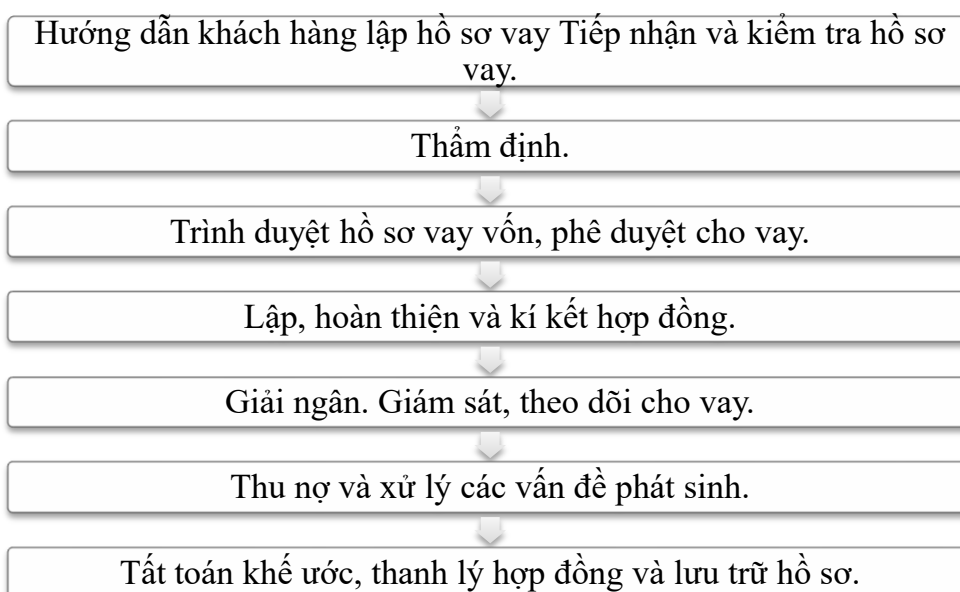 Hướng dẫn khách hàng lập hồ sơ vay Tiếp nhận và kiểm tra hồ sơ
vay.
Thẩm định.
Trình duyệt hồ sơ vay vốn, phê duyệt cho vay.
Lập, hoàn thiện và kí kết hợp đồng.
Giải ngân. Giám sát, theo dõi cho vay.
Thu nợ và xử lý các vấn đề phát sinh.
Tất toán khế ước, thanh lý hợp đồng và lưu trữ hồ sơ.